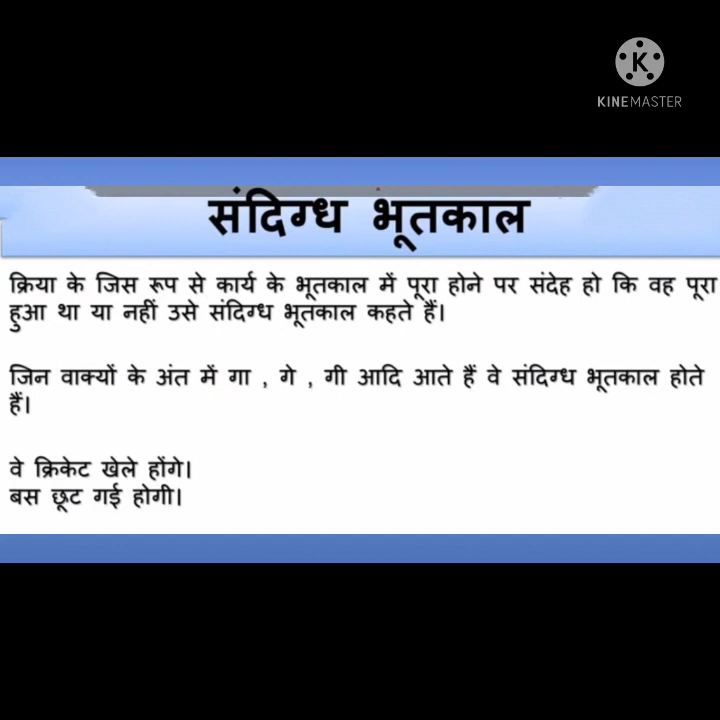 KINEMASTER
संदिग्ध भूतकाल
क्रिया के जिस रूप से कार्य के भूतकाल में पूरा होने पर संदेह हो कि वह पूरा
हुआ था या नहीं उसे संदिग्ध भूतकाल कहते हैं।
जिन वाक्यों के अंत में गा , गे , गी आदि आते हैं वे संदिग्ध भूतकाल होते
हैं।
वे क्रिकेट खेले होंगे।
बस छूट गई होगी।